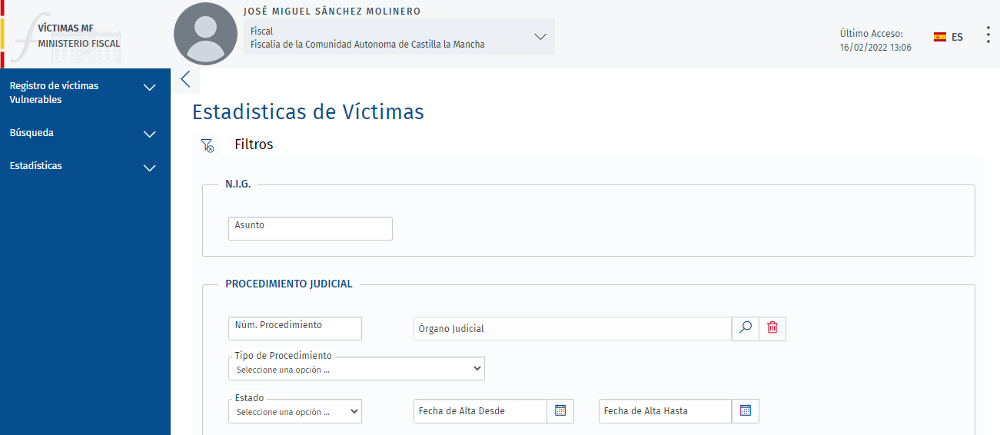 VÍCTIMAS MF
MINISTERIO FISCAL
JOSÉ MIGUEL SÁNCHEZ MOLINERO
Fiscal
Fiscalía de la Comunidad Autonoma de Castilla la Mancha
Último Acceso:
16/02/2022 13:06
ES
Registro de víctimas
Vulnerables
Búsqueda
Estadísticas
Estadisticas de Víctimas
Filtros
N.I.G.
Asunto
PROCEDIMIENTO JUDICIAL
Núm. Procedimiento
Órgano Judicial
Tipo de Procedimiento
Seleccione una opción ...
Estado
Seleccione una opción ...
Fecha de Alta Desde
Fecha de Alta Hasta